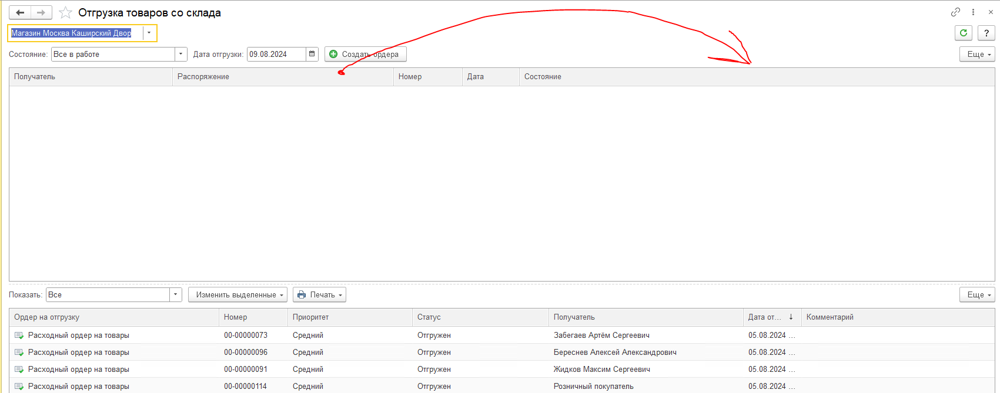 Отгрузка товаров со склада
Магазин Москва Каширский Двор
?
Состояние: Все в работе Дата отгрузки: 09.08.2024 Создать ордера Еще
Получатель Распоряжение Номер Дата Состояние
Показать: Все Изменить выделенные Печать Еще
Ордер на отгрузку Номер Приоритет Статус Получатель Дата от... ↓ Комментарий
Расходный ордер на товары 00-00000073 Средний Отгружен Забегаев Артём Сергеевич 05.08.2024 ...
Расходный ордер на товары 00-00000096 Средний Отгружен Береснев Алексей Александрович 05.08.2024 ...
Расходный ордер на товары 00-00000091 Средний Отгружен Жидков Максим Сергеевич 05.08.2024 ...
Расходный ордер на товары 00-00000114 Средний Отгружен Розничный покупатель 05.08.2024 ...